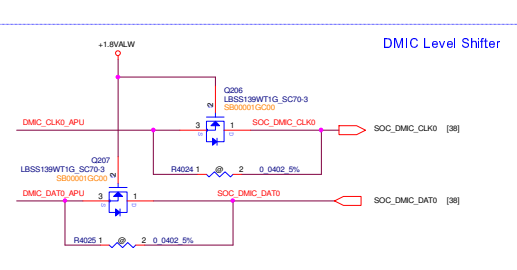 DMIC Level Shifter
+1.8VALW
Q206
LBSS139WT1G_SC70-3
SB00001GC00
2
DMIC_CLK0_APU
3
1
SOC_DMIC_CLK0
SOC_DMIC_CLK0 [38]
S
D
R4024 1 @ 2 0_0402_5%
Q207
LBSS139WT1G_SC70-3
SB00001GC00
2
DMIC_DAT0_APU
3
1
SOC_DMIC_DAT0
SOC_DMIC_DAT0 [38]
S
D
R4025 1 @ 2 0_0402_5%